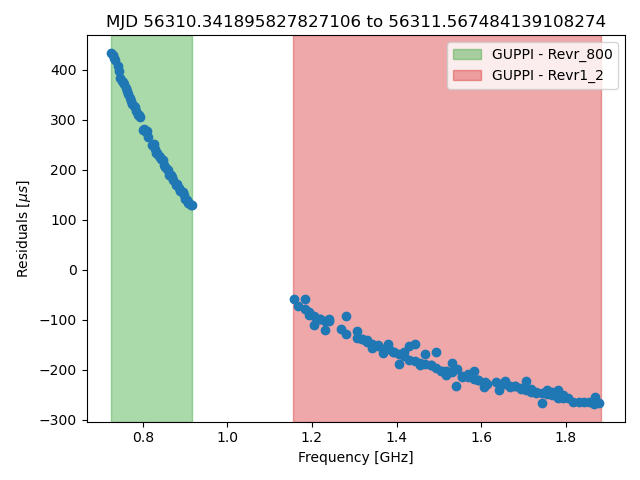 MJD 56310.341895827827106 to 56311.567484139108274
GUPPI - Revr_800
GUPPI - Revr1_2
Residuals [μs]
400
300
200
100
0
−100
−200
−300
0.8 1.0 1.2 1.4 1.6 1.8
Frequency [GHz]